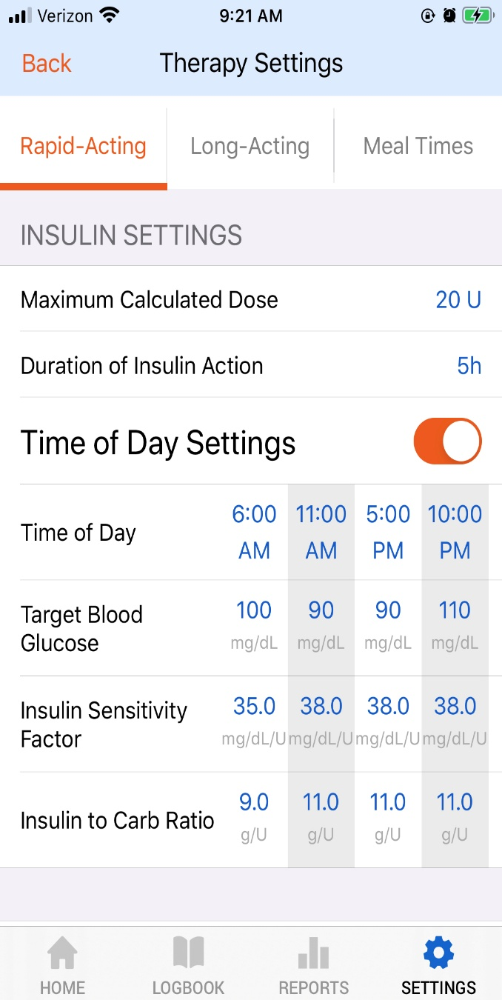 Verizon 9:21 AM
Back Therapy Settings
Rapid-Acting Long-Acting Meal Times
INSULIN SETTINGS
Maximum Calculated Dose 20 U
Duration of Insulin Action 5h
Time of Day Settings
Time of Day
6:00 AM
11:00 AM
5:00 PM
10:00 PM
Target Blood Glucose
100 mg/dL
90 mg/dL
90 mg/dL
110 mg/dL
Insulin Sensitivity Factor
35.0 mg/dL/U
38.0 mg/dL/U
38.0 mg/dL/U
38.0 mg/dL/U
Insulin to Carb Ratio
9.0 g/U
11.0 g/U
11.0 g/U
11.0 g/U
HOME LOGBOOK REPORTS SETTINGS